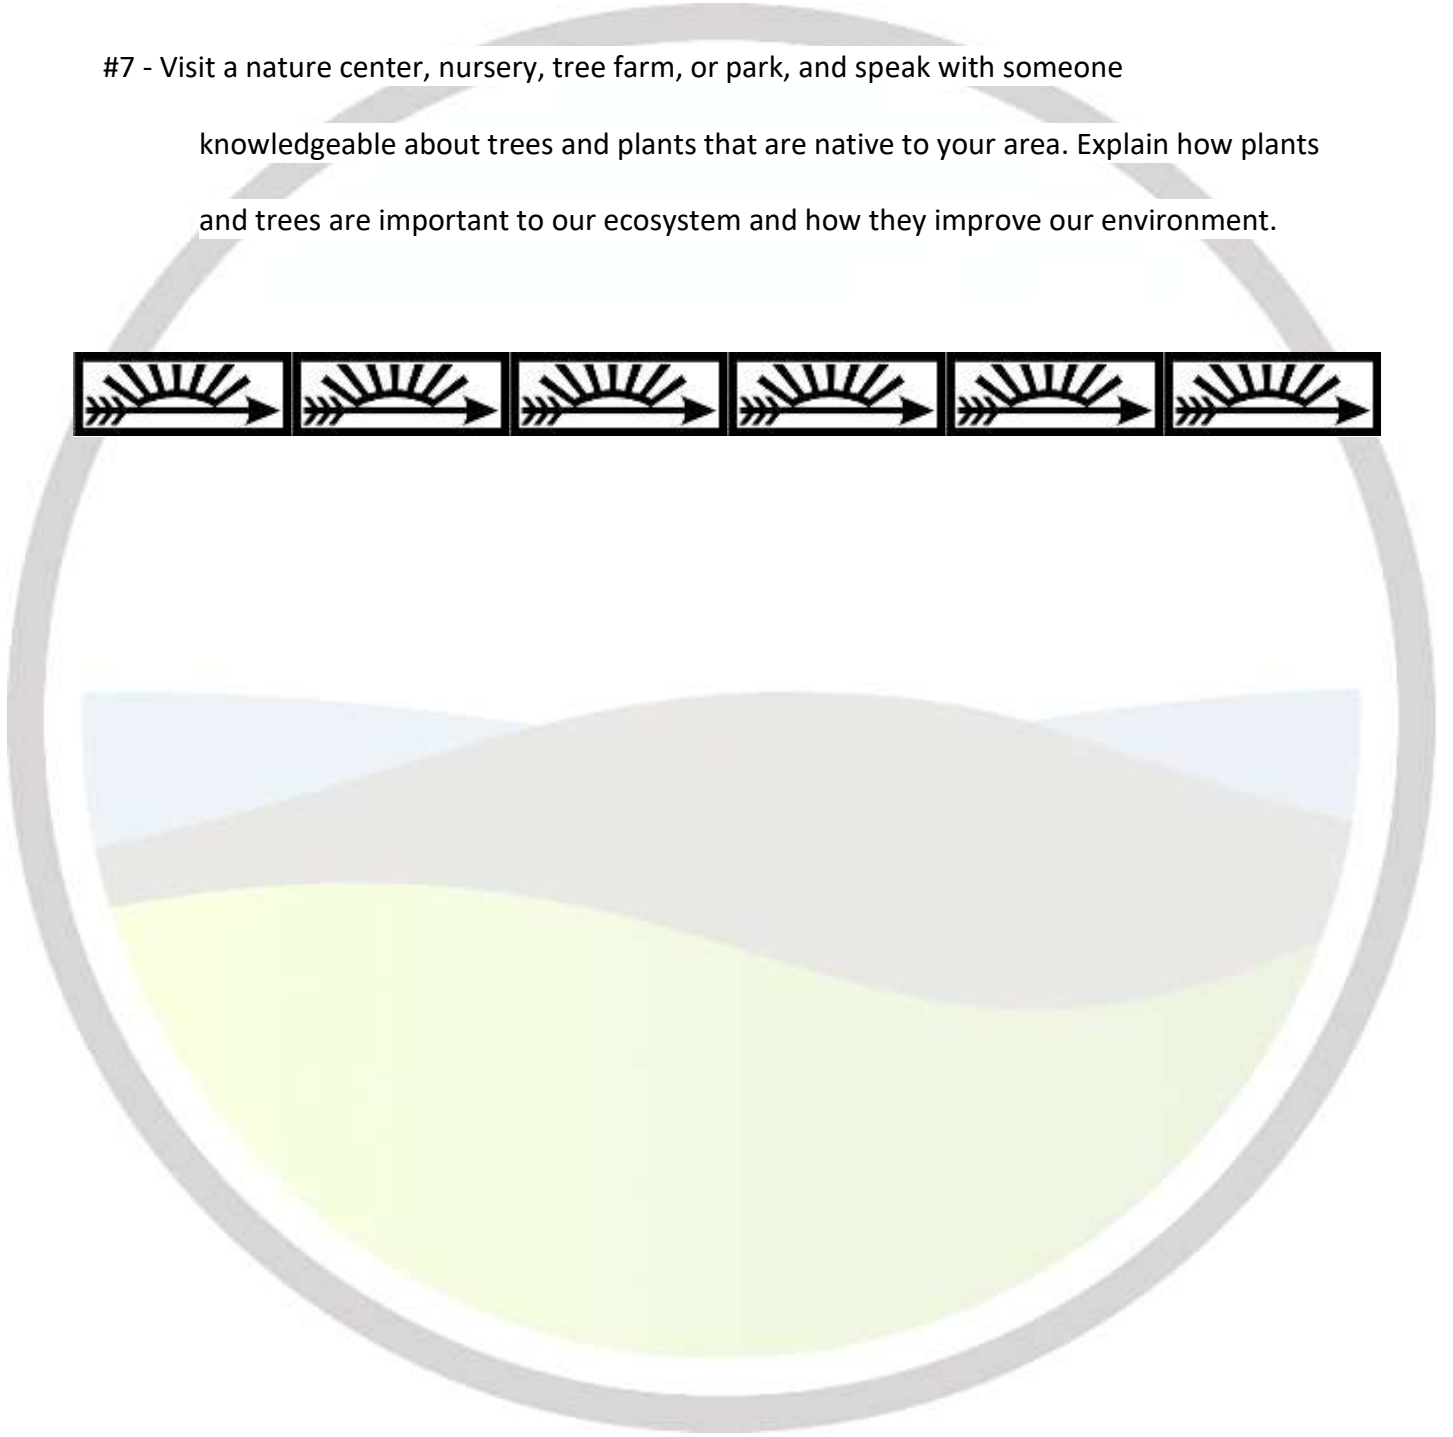 #7 - Visit a nature center, nursery, tree farm, or park, and speak with someone
knowledgeable about trees and plants that are native to your area. Explain how plants
and trees are important to our ecosystem and how they improve our environment.